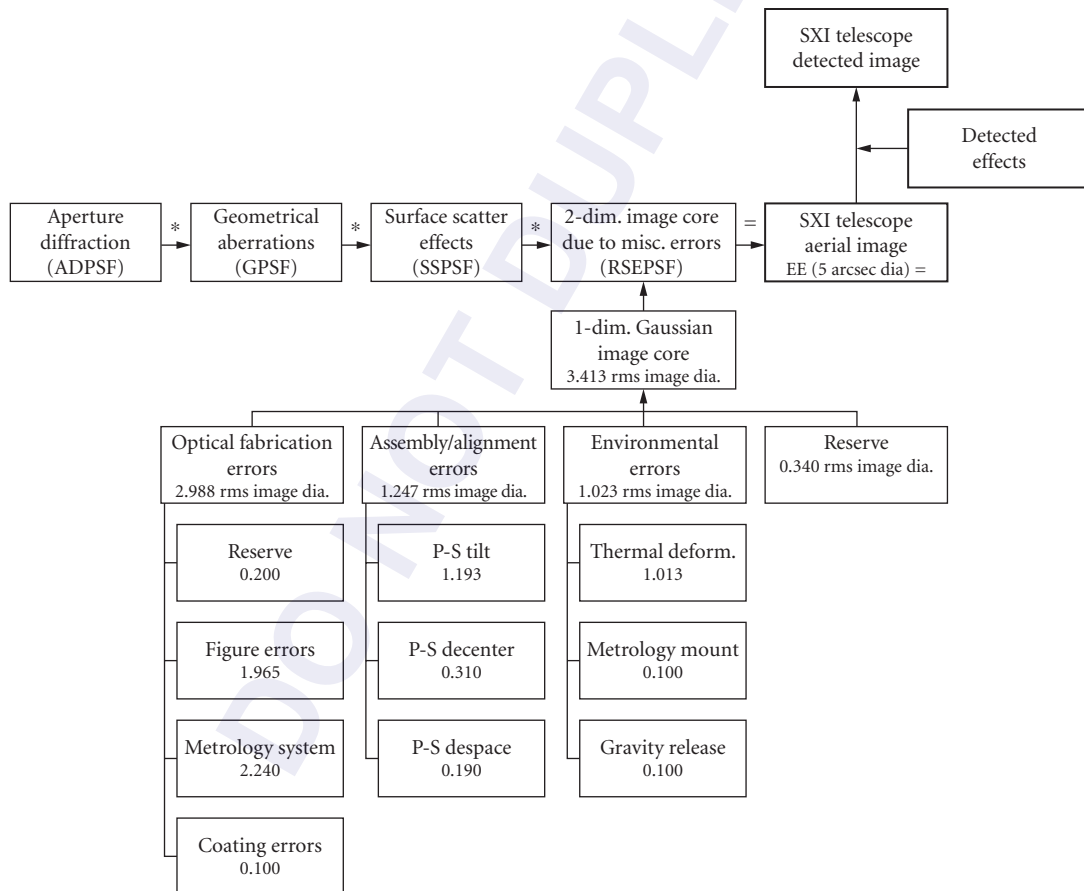 SXI telescope
detected image
Detected
effects
Aperture
diffraction
(ADPSF)
*
Geometrical
aberrations
(GPSF)
*
Surface scatter
effects
(SSPSF)
*
2-dim. image core
due to misc. errors
(RSEPSF)
=
SXI telescope
aerial image
EE (5 arcsec dia) =
1-dim. Gaussian
image core
3.413 rms image dia.
Optical fabrication
errors
2.988 rms image dia.
Assembly/alignment
errors
1.247 rms image dia.
Environmental
errors
1.023 rms image dia.
Reserve
0.340 rms image dia.
Reserve
0.200
P-S tilt
1.193
Thermal deform.
1.013
Figure errors
1.965
P-S decenter
0.310
Metrology mount
0.100
Metrology system
2.240
P-S despace
0.190
Gravity release
0.100
Coating errors
0.100
DO NOT DUPL